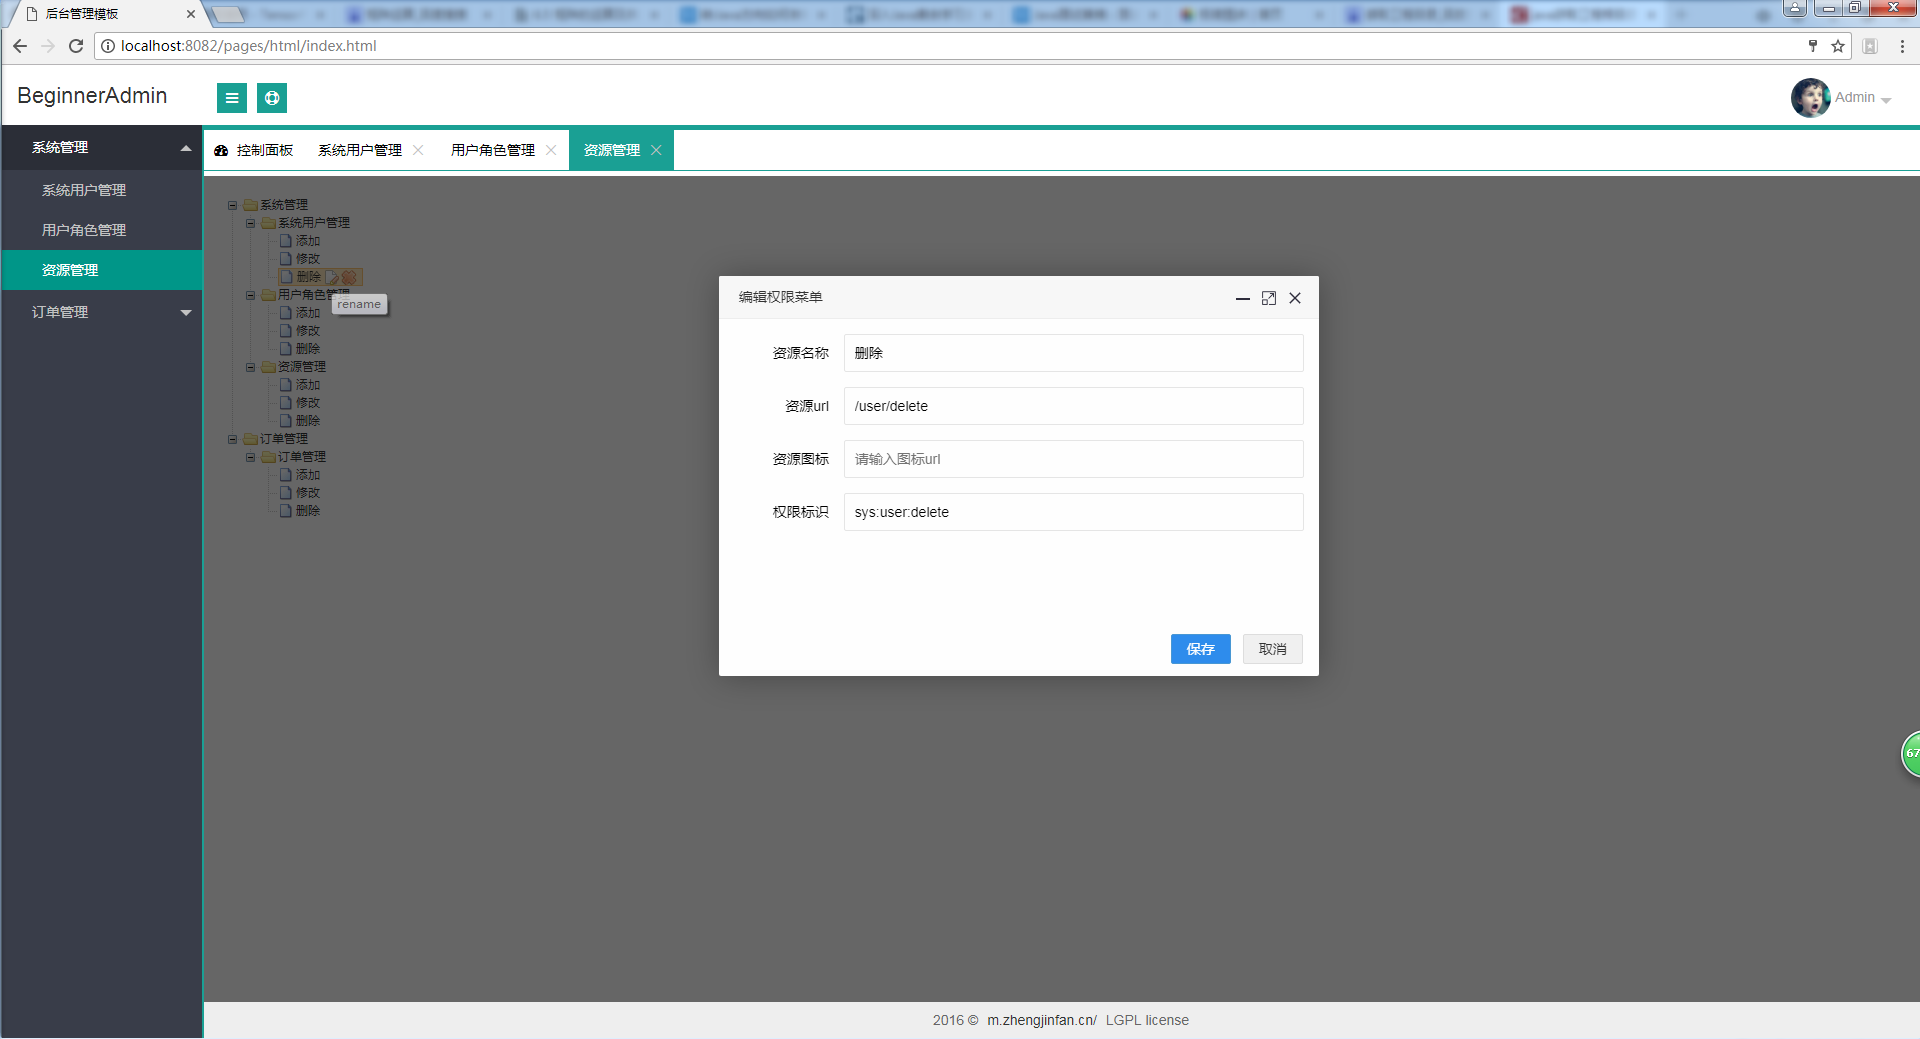 后台管理模板
localhost:8082/pages/html/index.html
BeginnerAdmin
Admin
系统管理
系统用户管理
用户角色管理
资源管理
订单管理
控制面板 系统用户管理 用户角色管理 资源管理
系统管理
系统用户管理
添加
修改
删除
用户角色管理
rename
添加
修改
删除
资源管理
添加
修改
删除
订单管理
订单管理
添加
修改
删除
编辑权限菜单
资源名称 删除
资源url /user/delete
资源图标 请输入图标url
权限标识 sys:user:delete
保存 取消
67
2016 © m.zhengjinfan.cn/ LGPL license